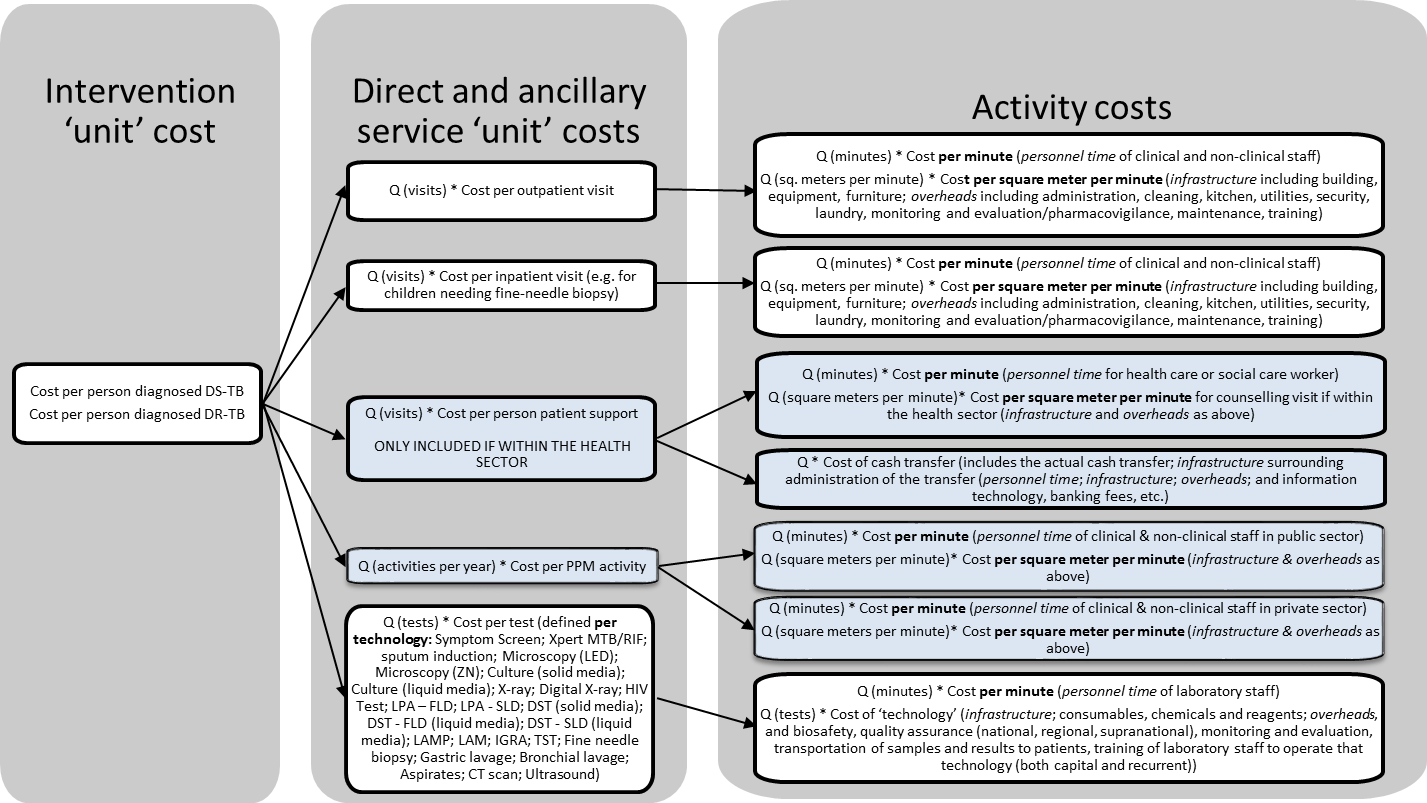 Intervention
‘unit’ cost
Cost per person diagnosed DS-TB
Cost per person diagnosed DR-TB
Direct and ancillary
service ‘unit’ costs
Q (visits) * Cost per outpatient visit
Q (visits) * Cost per inpatient visit (e.g. for
children needing fine-needle biopsy)
Q (visits) * Cost per person patient support
ONLY INCLUDED IF WITHIN THE HEALTH
SECTOR
Q (activities per year) * Cost per PPM activity
Q (tests) * Cost per test (defined per
technology: Symptom Screen; Xpert MTB/RIF;
sputum induction; Microscopy (LED);
Microscopy (ZN); Culture (solid media);
Culture (liquid media); X-ray; Digital X-ray; HIV
Test; LPA – FLD; LPA - SLD; DST (solid media);
DST - FLD (liquid media); DST - SLD (liquid
media); LAMP; LAM; IGRA; TST; Fine needle
biopsy; Gastric lavage; Bronchial lavage;
Aspirates; CT scan; Ultrasound)
Activity costs
Q (minutes) * Cost per minute (personnel time of clinical and non-clinical staff)
Q (sq. meters per minute) * Cost per square meter per minute (infrastructure including building,
equipment, furniture; overheads including administration, cleaning, kitchen, utilities, security,
laundry, monitoring and evaluation/pharmacovigilance, maintenance, training)
Q (minutes) * Cost per minute (personnel time of clinical and non-clinical staff)
Q (sq. meters per minute) * Cost per square meter per minute (infrastructure including building,
equipment, furniture; overheads including administration, cleaning, kitchen, utilities, security,
laundry, monitoring and evaluation/pharmacovigilance, maintenance, training)
Q (minutes) * Cost per minute (personnel time for health care or social care worker)
Q (square meters per minute)* Cost per square meter per minute for counselling visit if within
the health sector (infrastructure and overheads as above)
Q * Cost of cash transfer (includes the actual cash transfer; infrastructure surrounding
administration of the transfer (personnel time; infrastructure; overheads; and information
technology, banking fees, etc.)
Q (minutes) * Cost per minute (personnel time of clinical & non-clinical staff in public sector)
Q (square meters per minute)* Cost per square meter per minute (infrastructure & overheads as
above)
Q (minutes) * Cost per minute (personnel time of clinical & non-clinical staff in private sector)
Q (square meters per minute)* Cost per square meter per minute (infrastructure & overheads as
above)
Q (minutes) * Cost per minute (personnel time of laboratory staff)
Q (tests) * Cost of ‘technology’ (infrastructure; consumables, chemicals and reagents; overheads,
and biosafety, quality assurance (national, regional, supranational), monitoring and evaluation,
transportation of samples and results to patients, training of laboratory staff to operate that
technology (both capital and recurrent))